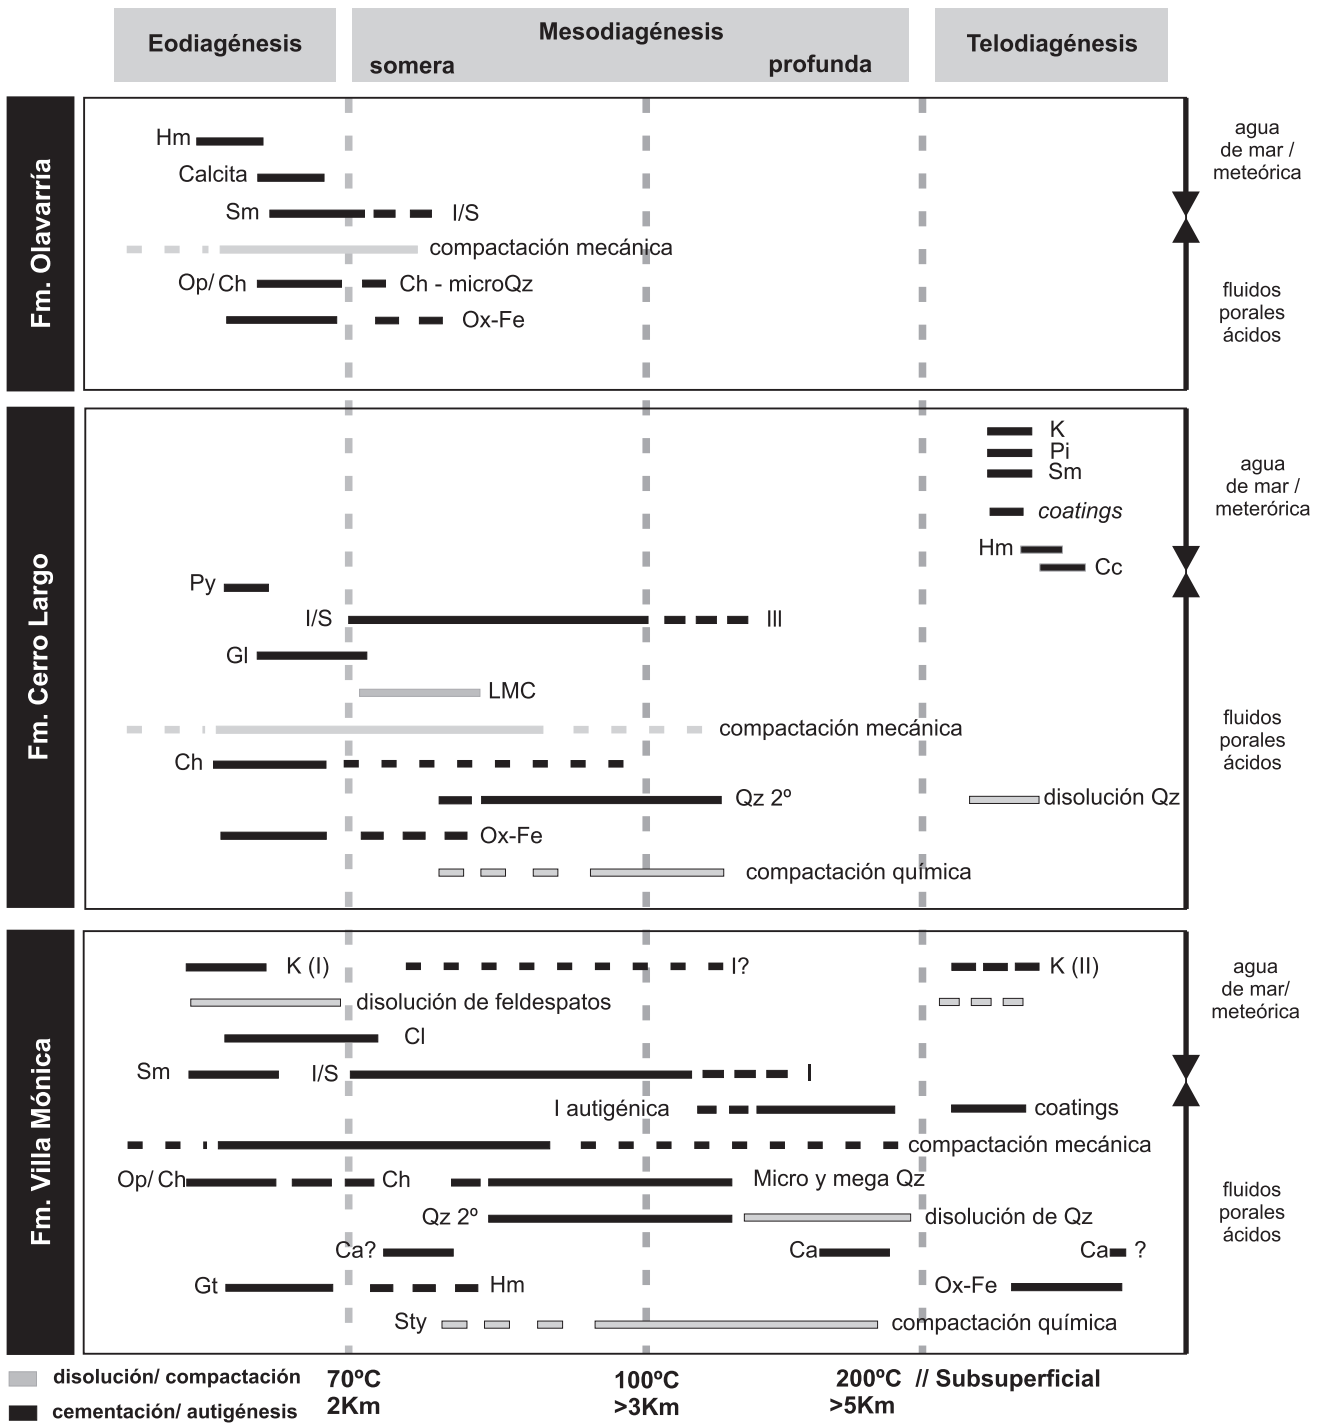 Eodiagénesis
Mesodiagénesis
somera
profunda
Telodiagénesis
Fm. Olavarría
Hm
Calcita
Sm
I/S
compactación mecánica
Op/ Ch
Ch - microQz
Ox-Fe
agua
de mar /
meteórica
fluidos
porales
ácidos
Fm. Cerro Largo
K
Pi
Sm
coatings
Hm
Cc
Py
I/S
Ill
Gl
LMC
compactación mecánica
Ch
Qz 2º
disolución Qz
Ox-Fe
compactación química
agua
de mar /
meterórica
fluidos
porales
ácidos
Fm. Villa Mónica
K (I)
I?
K (II)
disolución de feldespatos
Cl
Sm
I/S
I
I autigénica
coatings
compactación mecánica
Op/ Ch
Ch
Micro y mega Qz
Qz 2º
disolución de Qz
Ca?
Ca
Ca ?
Gt
Hm
Ox-Fe
Sty
compactación química
agua
de mar/
meteórica
fluidos
porales
ácidos
disolución/ compactación
cementación/ autigénesis
70ºC
2Km
100ºC
>3Km
200ºC // Subsuperficial
>5Km